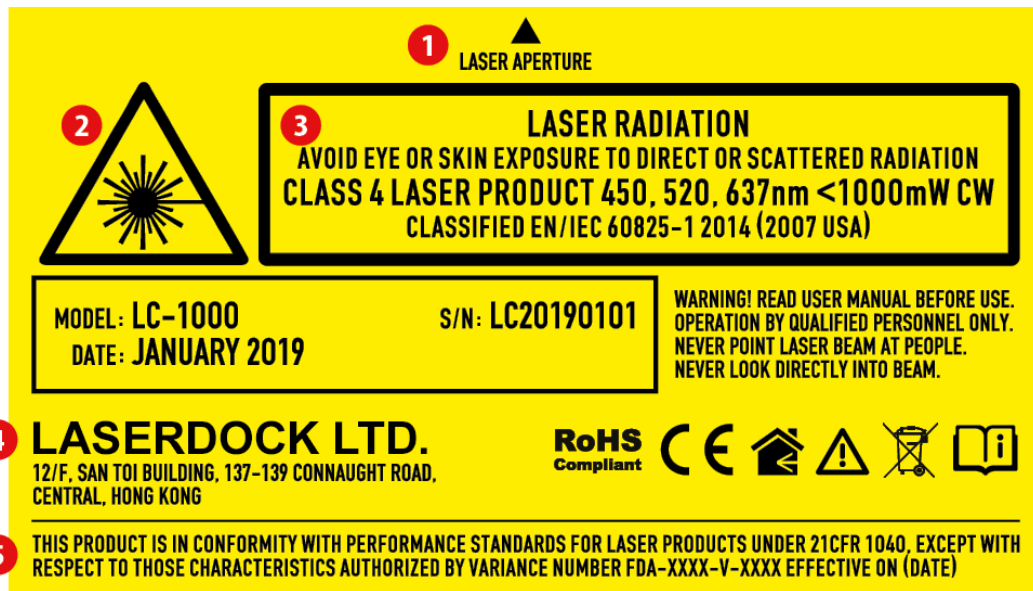 1
LASER APERTURE
2
3
LASER RADIATION
AVOID EYE OR SKIN EXPOSURE TO DIRECT OR SCATTERED RADIATION
CLASS 4 LASER PRODUCT 450, 520, 637nm <1000mW CW
CLASSIFIED EN/IEC 60825-1 2014 (2007 USA)
MODEL: LC-1000 S/N: LC20190101
DATE: JANUARY 2019
WARNING! READ USER MANUAL BEFORE USE.
OPERATION BY QUALIFIED PERSONNEL ONLY.
NEVER POINT LASER BEAM AT PEOPLE.
NEVER LOOK DIRECTLY INTO BEAM.
4
LASERDOCK LTD.
12/F, SAN TOI BUILDING, 137-139 CONNAUGHT ROAD,
CENTRAL, HONG KONG
RoHS
Compliant
CE
5
THIS PRODUCT IS IN CONFORMITY WITH PERFORMANCE STANDARDS FOR LASER PRODUCTS UNDER 21CFR 1040, EXCEPT WITH
RESPECT TO THOSE CHARACTERISTICS AUTHORIZED BY VARIANCE NUMBER FDA-XXXX-V-XXXX EFFECTIVE ON (DATE)